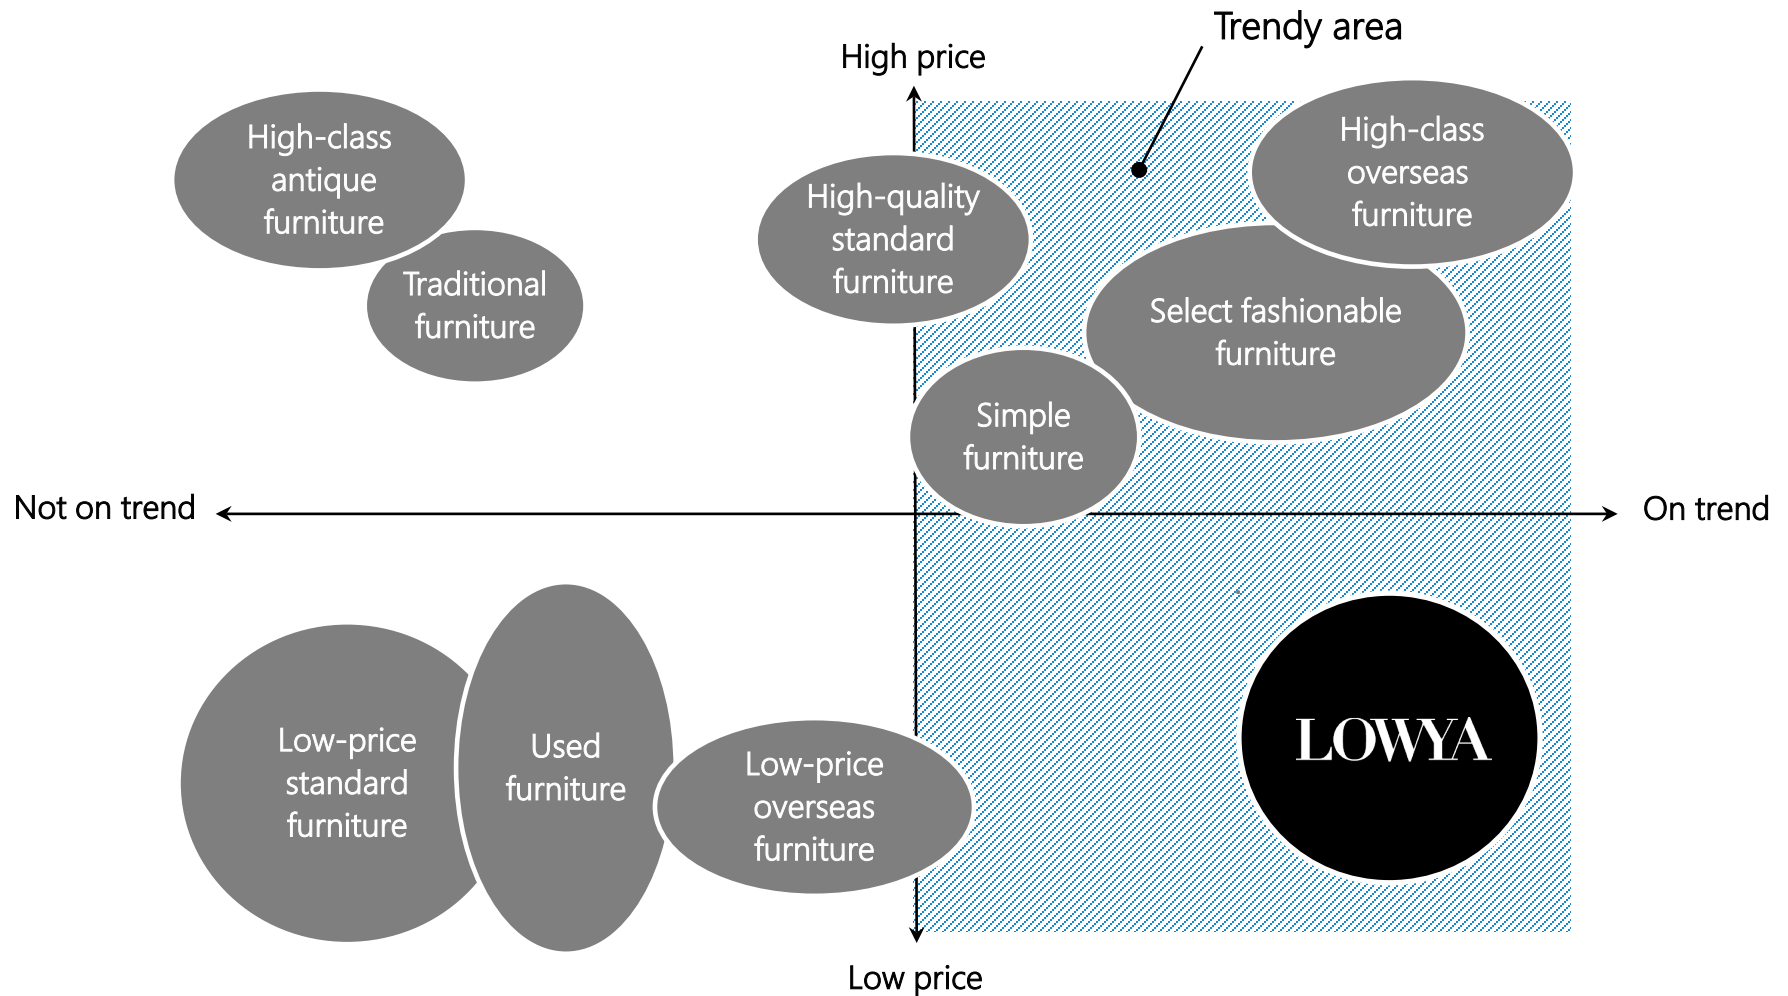 Trendy area
High price
High-class
antique
furniture
High-class
overseas
furniture
High-quality
standard
furniture
Traditional
furniture
Select fashionable
furniture
Simple
furniture
Not on trend
On trend
Low-price
standard
furniture
Used
furniture
Low-price
overseas
furniture
LOWYA
Low price